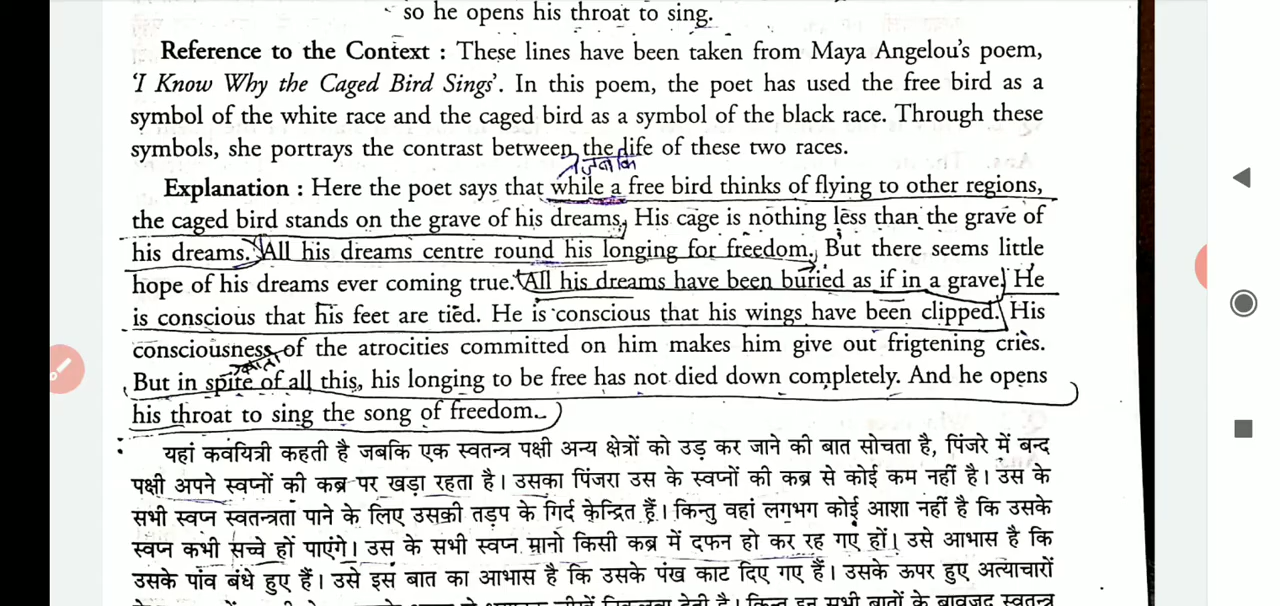 so he opens his throat to sing.
Reference to the Context : These lines have been taken from Maya Angelou's poem,
'I Know Why the Caged Bird Sings'. In this poem, the poet has used the free bird as a
symbol of the white race and the caged bird as a symbol of the black race. Through these
symbols, she portrays the contrast between the life of these two races.
जबकि
Explanation : Here the poet says that while a free bird thinks of flying to other regions,
the caged bird stands on the grave of his dreams. His cage is nothing less than the grave of
his dreams. All his dreams centre round his longing for freedom. But there seems little
hope of his dreams ever coming true. All his dreams have been buried as if in a grave. He
is conscious that his feet are tied. He is conscious that his wings have been clipped. His
consciousness of the atrocities committed on him makes him give out frigtening cries.
But in spite of all this, his longing to be free has not died down completely. And he opens
his throat to sing the song of freedom.
यहां कवयित्री कहती है जबकि एक स्वतन्त्र पक्षी अन्य क्षेत्रों को उड़ कर जाने की बात सोचता है, पिंजरे में बन्द
पक्षी अपने स्वप्नों की कब्र पर खड़ा रहता है। उसका पिंजरा उस के स्वप्नों की कब्र से कोई कम नहीं है। उस के
सभी स्वप्न स्वतन्त्रता पाने के लिए उसकी तड़प के गिर्द केन्द्रित हैं। किन्तु वहां लगभग कोई आशा नहीं है कि उसके
स्वप्न कभी सच्चे हो पाएंगे। उस के सभी स्वप्न मानो किसी कब्र में दफन हो कर रह गए हों। उसे आभास है कि
उसके पांव बंधे हुए हैं। उसे इस बात का आभास है कि उसके पंख काट दिए गए हैं। उसके ऊपर हुए अत्याचारों
किन्तु इन सभी बातों के बावजूद स्वतन्त्र